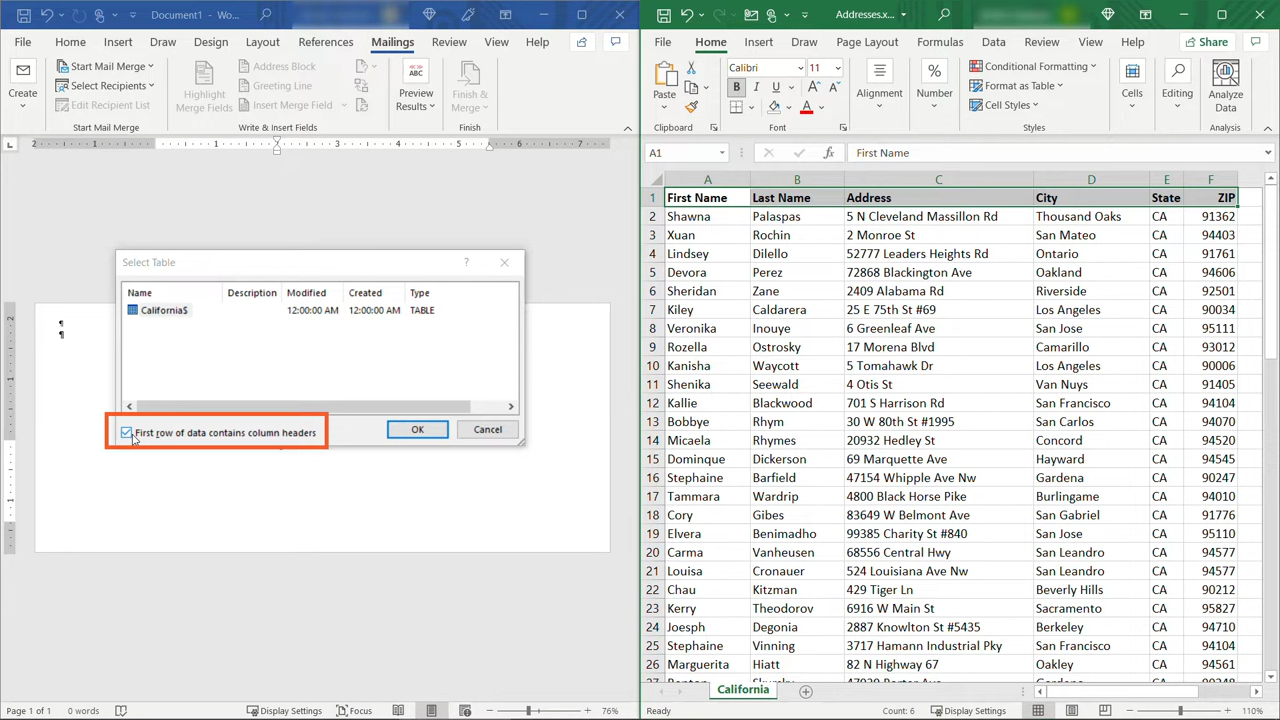 Document1 - Wo...
File Home Insert Draw Design Layout References Mailings Review View Help
Create
Start Mail Merge
Select Recipients
Edit Recipient List
Start Mail Merge
Highlight Merge Fields
Address Block
Greeting Line
Insert Merge Field
Write & Insert Fields
ABC
Preview Results
Finish & Merge
Finish
2 1 1 2 3 4 5 6 7
Select Table ?
Name Description Modified Created Type
California$ 12:00:00 AM 12:00:00 AM TABLE
First row of data contains column headers
OK Cancel
Page 1 of 1 0 words Display Settings Focus 76%
Addresses.x...
File Home Insert Draw Page Layout Formulas Data Review View Help Share
Paste
Clipboard
Calibri 11
B I U A A
A
Font
Alignment
% Number
Conditional Formatting
Format as Table
Cell Styles
Styles
Cells
Editing
Analyze Data
Analysis
A1 fx First Name
A B C D E F
1 First Name Last Name Address City State ZIP
2 Shawna Palaspas 5 N Cleveland Massillon Rd Thousand Oaks CA 91362
3 Xuan Rochin 2 Monroe St San Mateo CA 94403
4 Lindsey Dilello 52777 Leaders Heights Rd Ontario CA 91761
5 Devora Perez 72868 Blackington Ave Oakland CA 94606
6 Sheridan Zane 2409 Alabama Rd Riverside CA 92501
7 Kiley Caldarera 25 E 75th St #69 Los Angeles CA 90034
8 Veronika Inouye 6 Greenleaf Ave San Jose CA 95111
9 Rozella Ostrosky 17 Morena Blvd Camarillo CA 93012
10 Kanisha Waycott 5 Tomahawk Dr Los Angeles CA 90006
11 Shenika Seewald 4 Otis St Van Nuys CA 91405
12 Kallie Blackwood 701 S Harrison Rd San Francisco CA 94104
13 Bobbye Rhym 30 W 80th St #1995 San Carlos CA 94070
14 Micaela Rhymes 20932 Hedley St Concord CA 94520
15 Dominque Dickerson 69 Marquette Ave Hayward CA 94545
16 Stephaine Barfield 47154 Whipple Ave Nw Gardena CA 90247
17 Tammara Wardrip 4800 Black Horse Pike Burlingame CA 94010
18 Cory Gibes 83649 W Belmont Ave San Gabriel CA 91776
19 Elvera Benimadho 99385 Charity St #840 San Jose CA 95110
20 Carma Vanheusen 68556 Central Hwy San Leandro CA 94577
21 Louisa Cronauer 524 Louisiana Ave Nw San Leandro CA 94577
22 Chau Kitzman 429 Tiger Ln Beverly Hills CA 90212
23 Kerry Theodorov 6916 W Main St Sacramento CA 95827
24 Joesph Degonia 2887 Knowlton St #5435 Berkeley CA 94710
25 Stephaine Vinning 3717 Hamann Industrial Pky San Francisco CA 94104
26 Marguerita Hiatt 82 N Highway 67 Oakley CA 94561
27
California
Ready Count: 6 Display Settings 110%